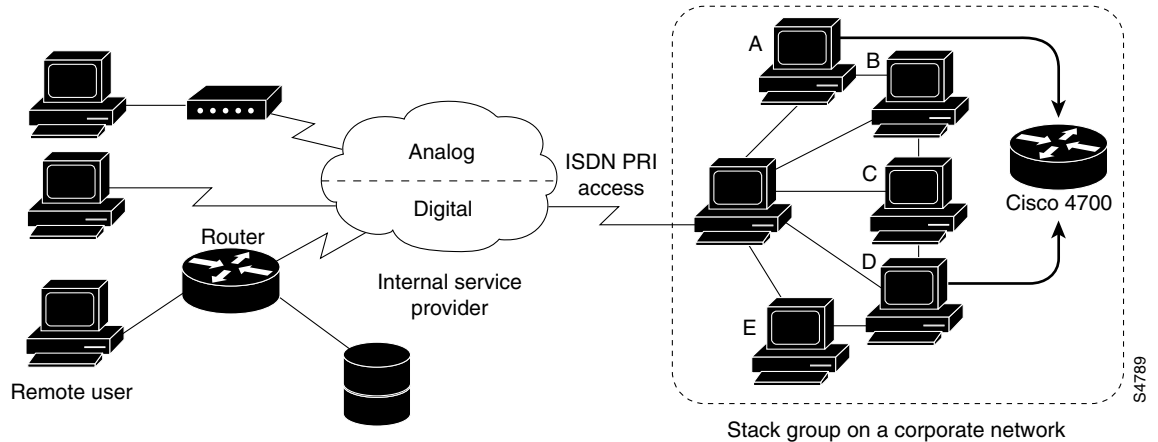 A
B
Analog
ISDN PRI
access
C
Digital
Cisco 4700
Router
D
Internal service
provider
E
Remote user
S4789
Stack group on a corporate network